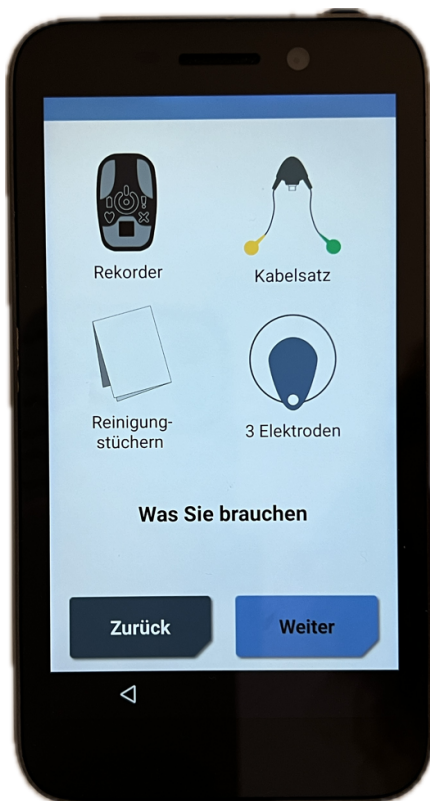 Rekorder
Kabelsatz
Reinigung-
stüchern
3 Elektroden
Was Sie brauchen
Zurück
Weiter